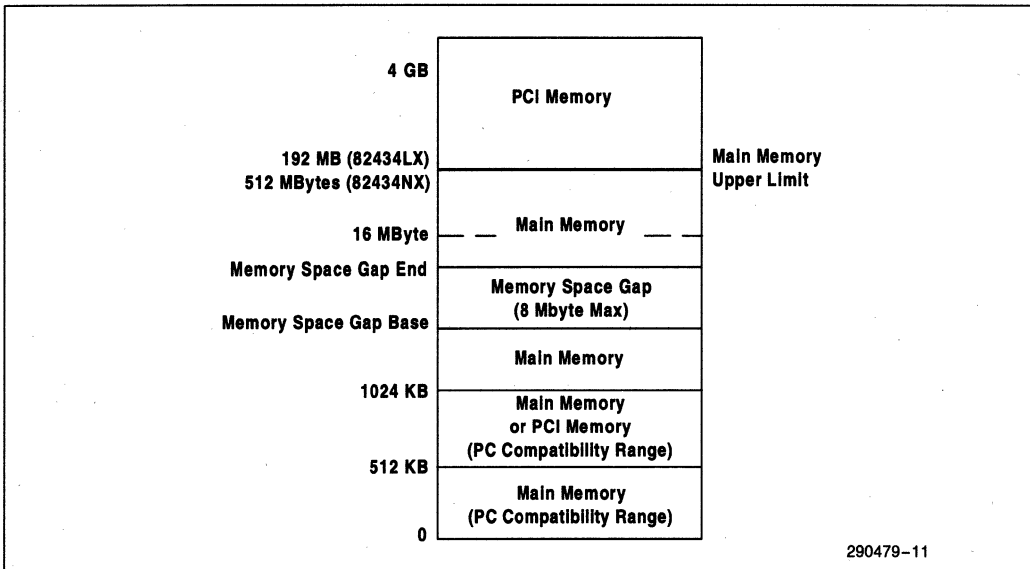 4 GB
PCI Memory
192 MB (82434LX)
512 MBytes (82434NX)
Main Memory
Upper Limit
16 MByte
Main Memory
Memory Space Gap End
Memory Space Gap
(8 Mbyte Max)
Memory Space Gap Base
Main Memory
1024 KB
Main Memory
or PCI Memory
(PC Compatibility Range)
512 KB
Main Memory
(PC Compatibility Range)
0
290479-11